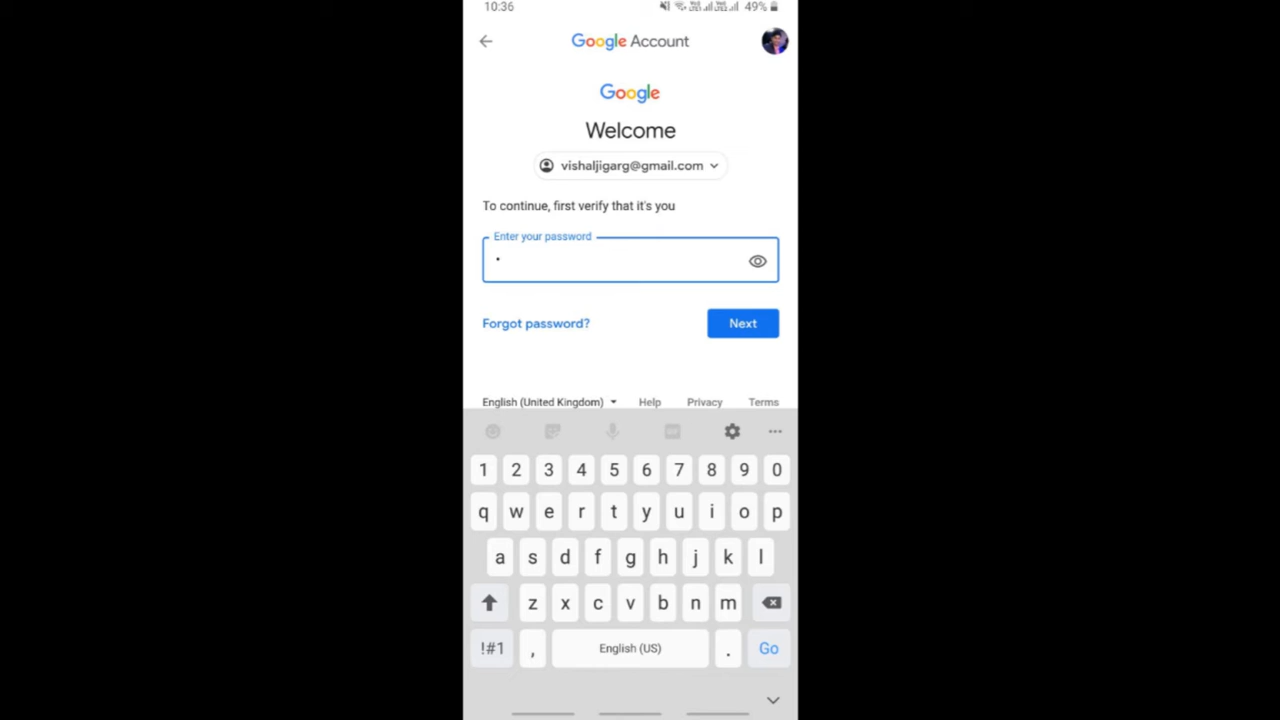 10:36 49%
Google Account
Google
Welcome
vishaljigarg@gmail.com
To continue, first verify that it's you
Enter your password
•
Forgot password? Next
English (United Kingdom) Help Privacy Terms
1 2 3 4 5 6 7 8 9 0
q w e r t y u i o p
a s d f g h j k l
z x c v b n m
!#1 , English (US) . Go